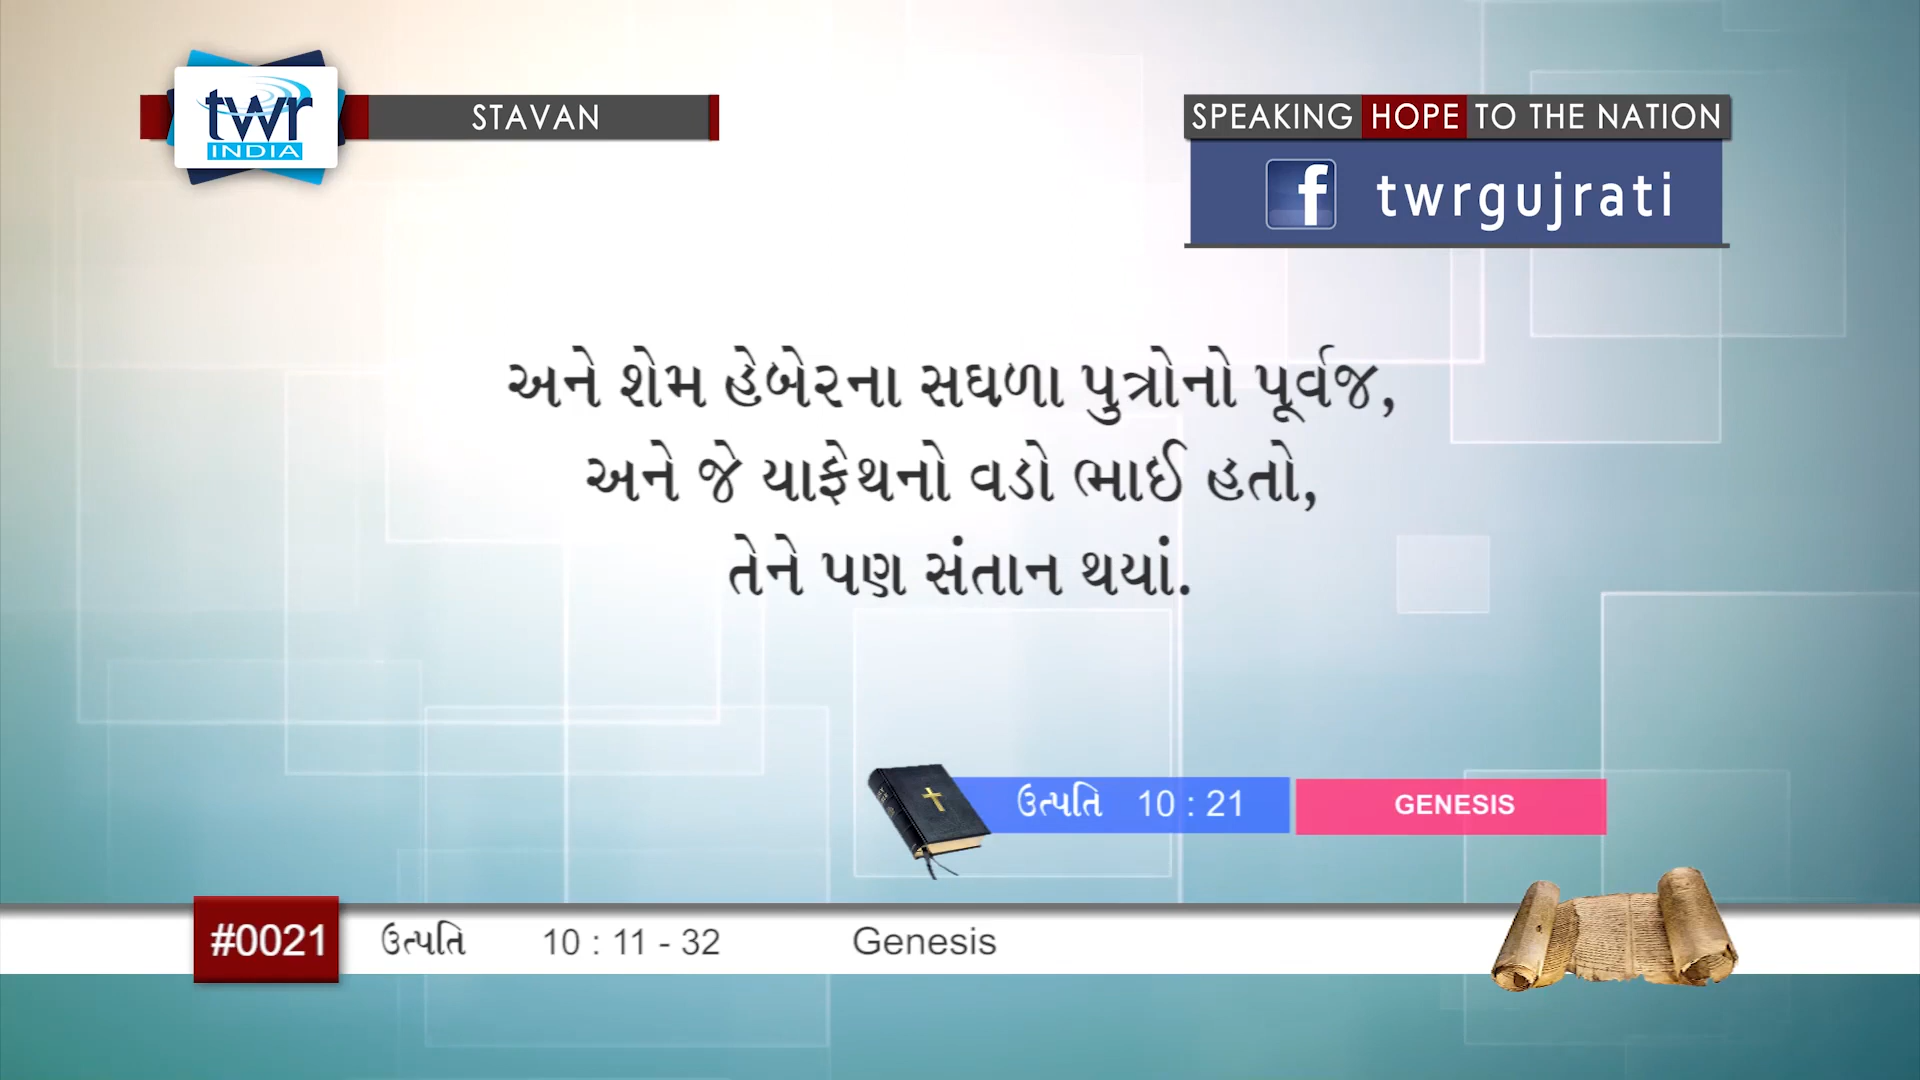 twr
INDIA
STAVAN
SPEAKING HOPE TO THE NATION
f twrgujrati
અને શેમ હેબેરના સઘળા પુત્રોનો પૂર્વજ,
અને જે યાફેથનો વડો ભાઈ હતો,
તેને પણ સંતાન થયાં.
ઉત્પતિ 10 : 21 GENESIS
#0021 ઉત્પતિ 10 : 11 - 32 Genesis